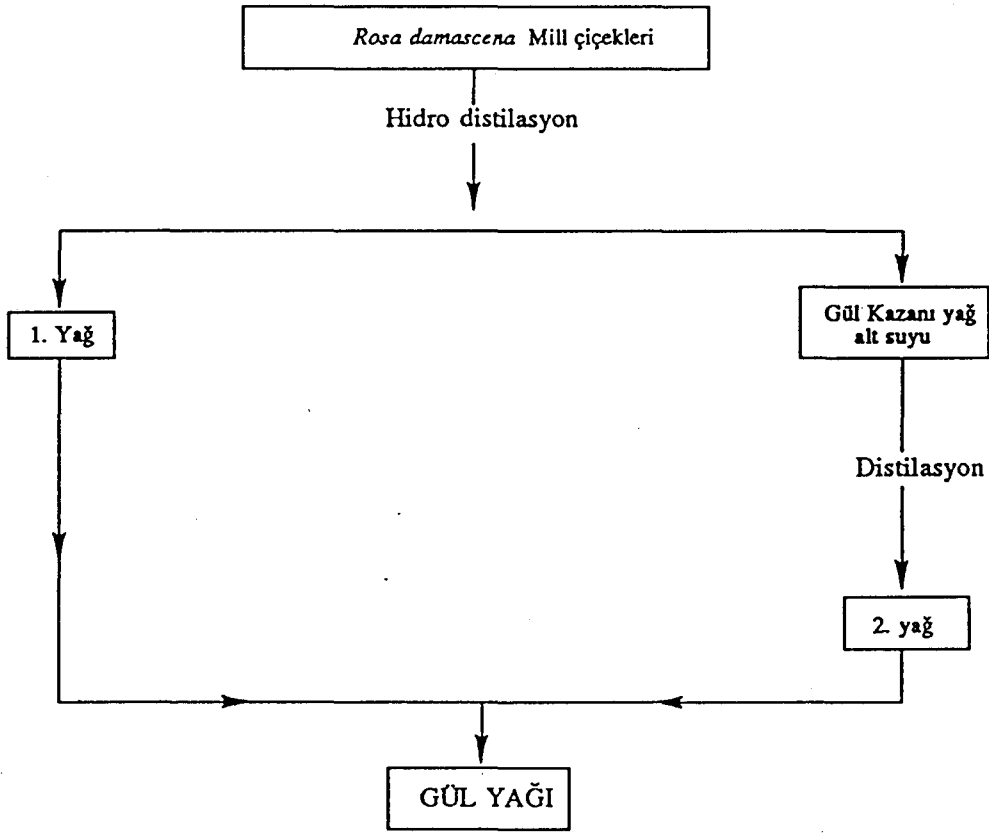 Rosa damascena Mill çiçekleri
Hidro distilasyon
1. Yağ
Gül Kazanı yağ
alt suyu
Distilasyon
2. yağ
GÜL YAĞI